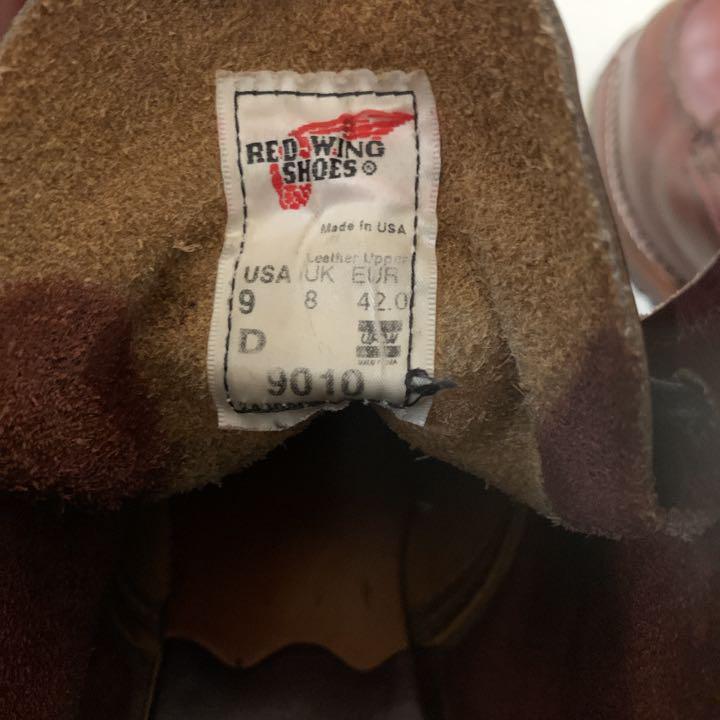 RED WING
SHOES®
Made in USA
Leather Upper
USA UK EUR
9 8 42.0
D
9010